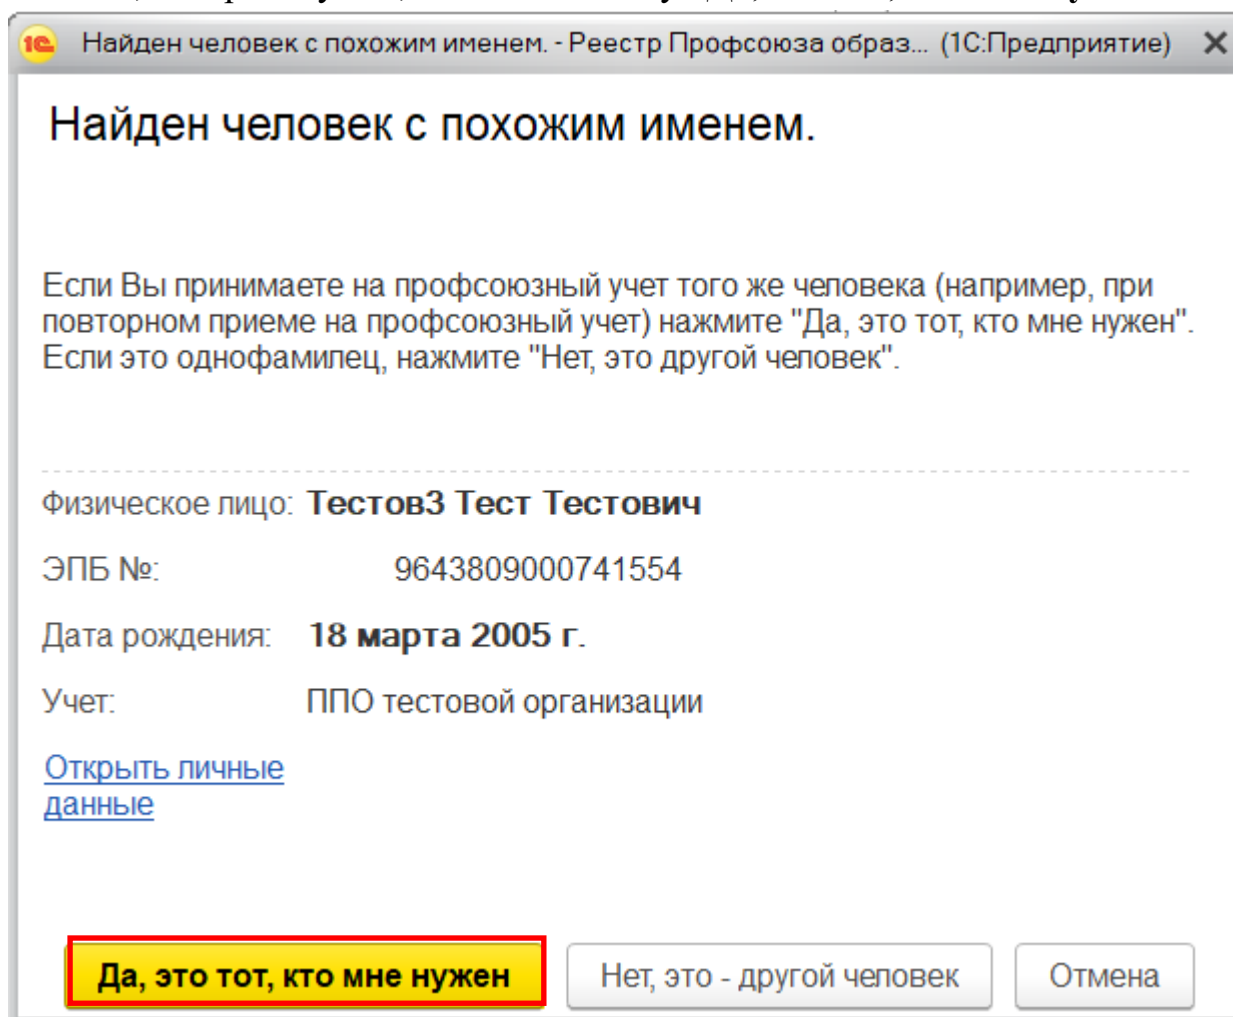 Найден человек с похожим именем. - Реестр Профсоюза образ... (1С:Предприятие)
Найден человек с похожим именем.
Если Вы принимаете на профсоюзный учет того же человека (например, при
повторном приеме на профсоюзный учет) нажмите "Да, это тот, кто мне нужен".
Если это однофамилец, нажмите "Нет, это другой человек".
Физическое лицо: Тестов3 Тест Тестович
ЭПБ №: 9643809000741554
Дата рождения: 18 марта 2005 г.
Учет: ППО тестовой организации
Открыть личные
данные
Да, это тот, кто мне нужен Нет, это - другой человек Отмена